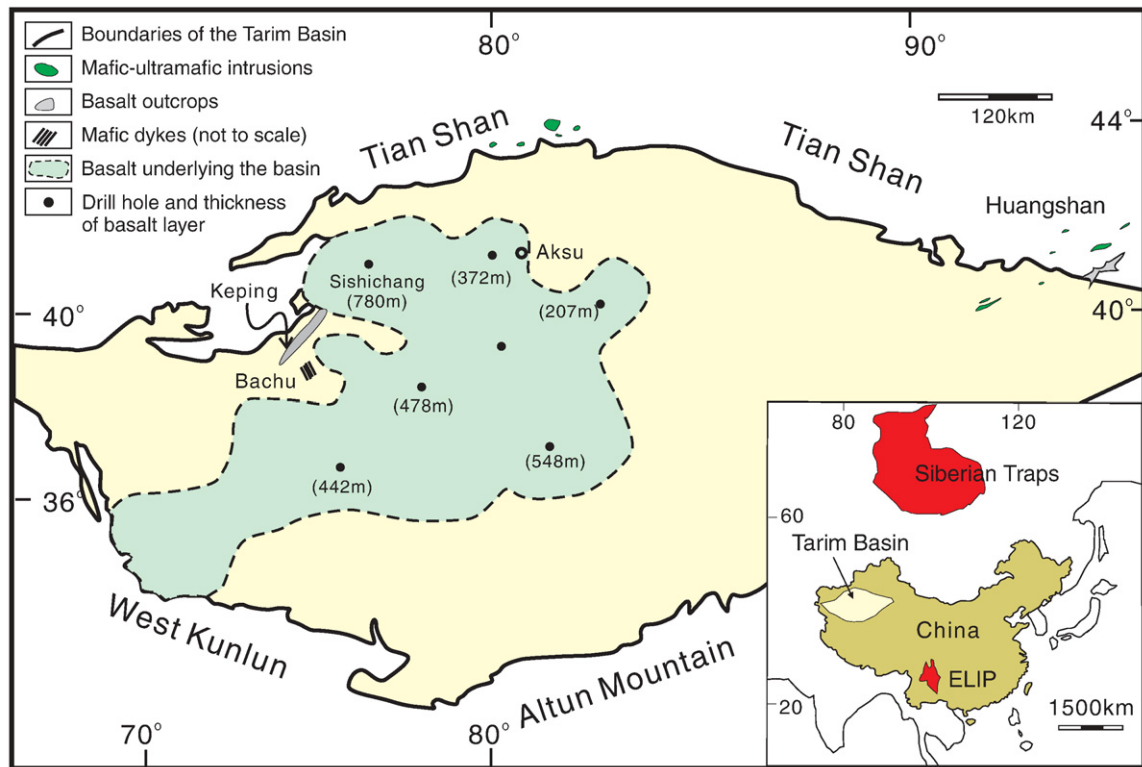 Boundaries of the Tarim Basin
Mafic-ultramafic intrusions
Basalt outcrops
Mafic dykes (not to scale)
Basalt underlying the basin
Drill hole and thickness
of basalt layer
80°
90°
120km
44°
Tian Shan
Tian Shan
Huangshan
Aksu
Sishichang
(780m)
(372m)
Keping
(207m)
40°
40°
Bachu
(478m)
(548m)
(442m)
36°
West Kunlun
Altun Mountain
70°
80°
80
120
Siberian Traps
60
Tarim Basin
China
ELIP
20
1500km